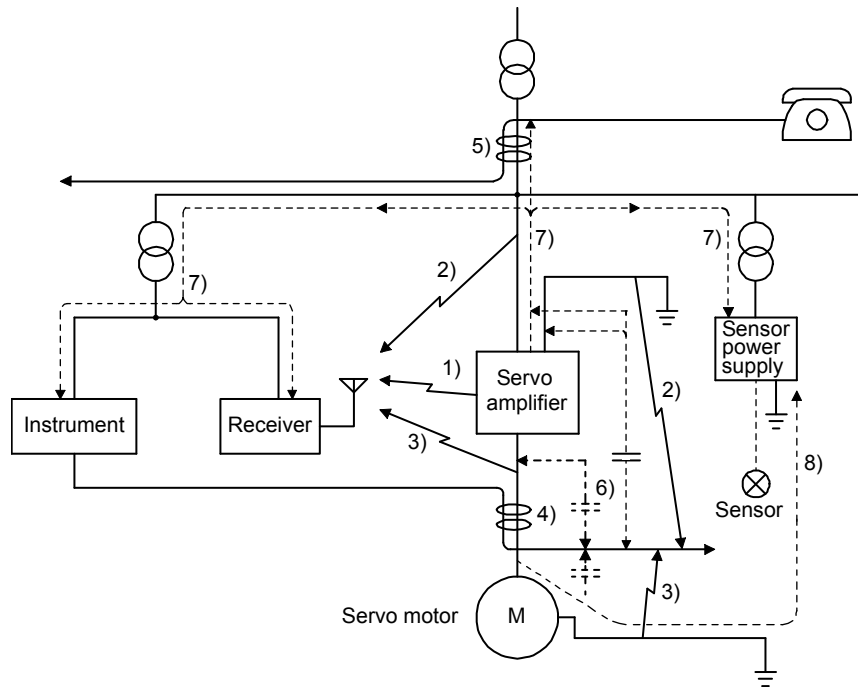 5)
7)
7)
7)
2)
1)
Servo
amplifier
2)
3)
Sensor
power
supply
Instrument
Receiver
8)
6)
4)
Sensor
3)
Servo motor
M